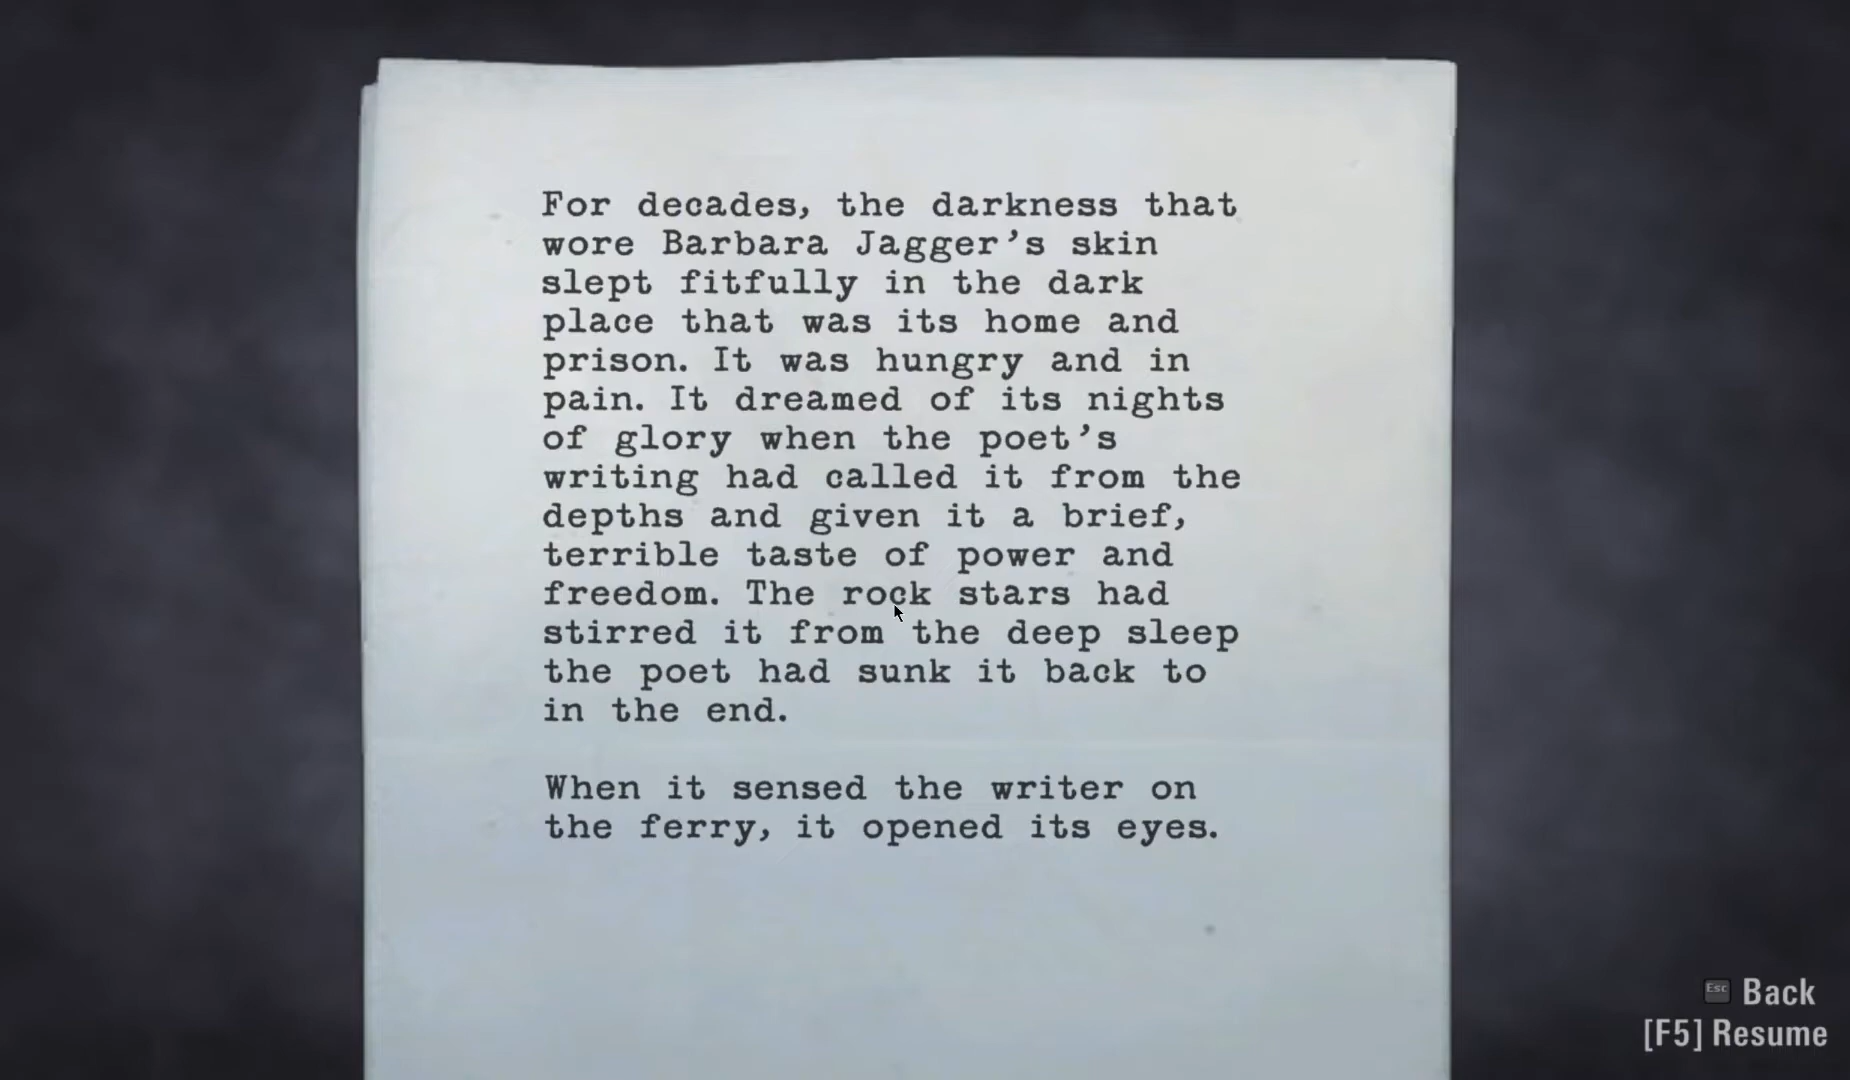 For decades, the darkness that
wore Barbara Jagger’s skin
slept fitfully in the dark
place that was its home and
prison. It was hungry and in
pain. It dreamed of its nights
of glory when the poet’s
writing had called it from the
depths and given it a brief,
terrible taste of power and
freedom. The rock stars had
stirred it from the deep sleep
the poet had sunk it back to
in the end.
When it sensed the writer on
the ferry, it opened its eyes.
Esc Back
[F5] Resume